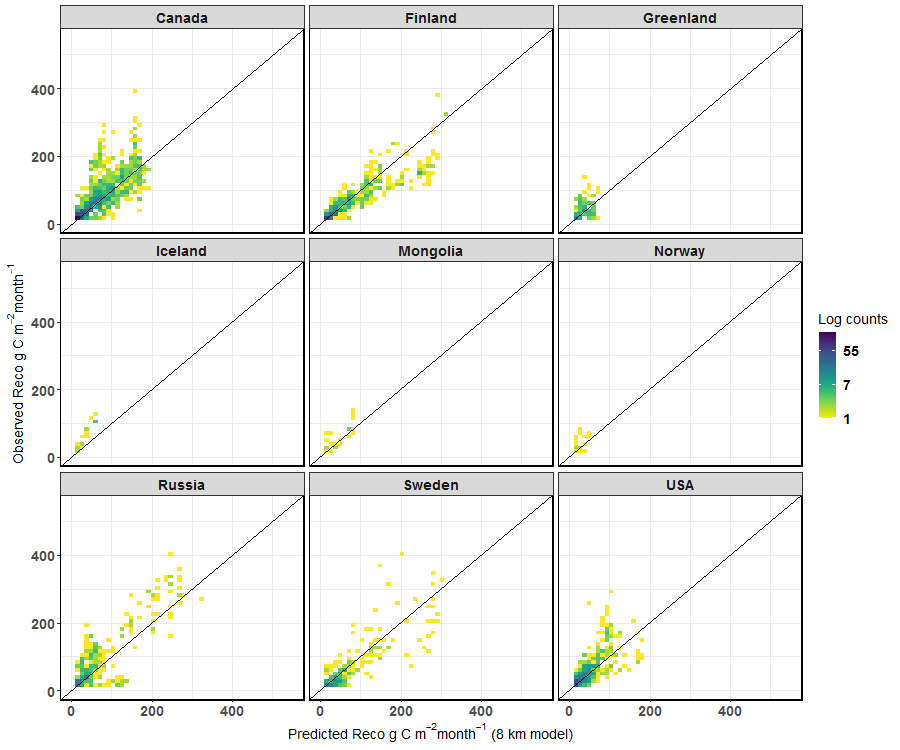 Canada Finland Greenland
400
200
0
Iceland Mongolia Norway
400
200
0
Russia Sweden USA
400
200
0
0 200 400 0 200 400 0 200 400
Observed Reco g C m⁻²month⁻¹
Predicted Reco g C m⁻²month⁻¹ (8 km model)
Log counts
55
7
1